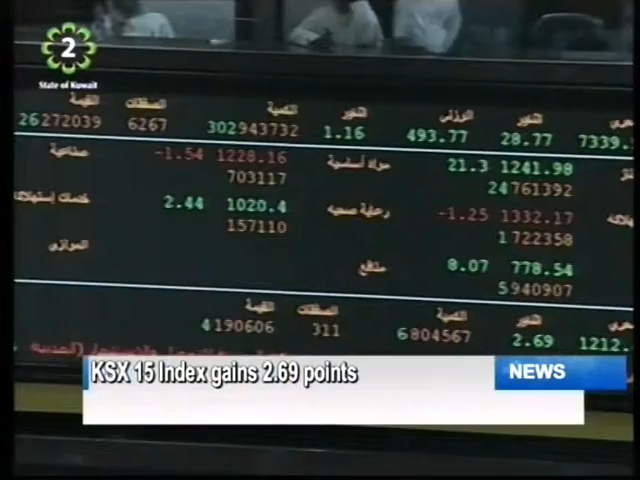 2
State of Kuwait
القيمة الصفقات الكمية التغير الوزني التغير
26272039 6267 302943732 1.16 493.77 28.77 7339.
صناعية -1.54 1228.16 مواد أساسية 21.3 1241.98
703117 24761392
2.44 1020.4 رعاية صحية -1.25 1332.17
157110 1722358
الموازي منافع 8.07 778.54
5940907
القيمة الصفقات الكمية التغير
4190606 311 6804567 2.69 1212.
KSX 15 Index gains 2.69 points
NEWS